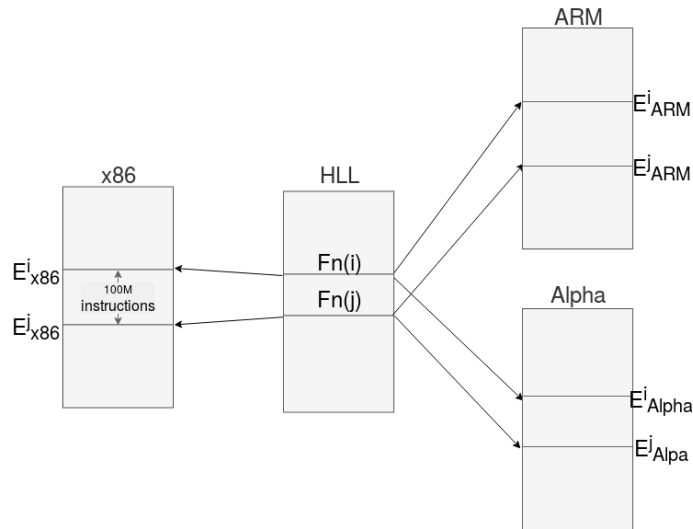 ARM
E^i_ARM
E^j_ARM
x86
HLL
E^i_x86
100M
instructions
E^j_x86
Fn(i)
Fn(j)
Alpha
E^i_Alpha
E^j_Alpa